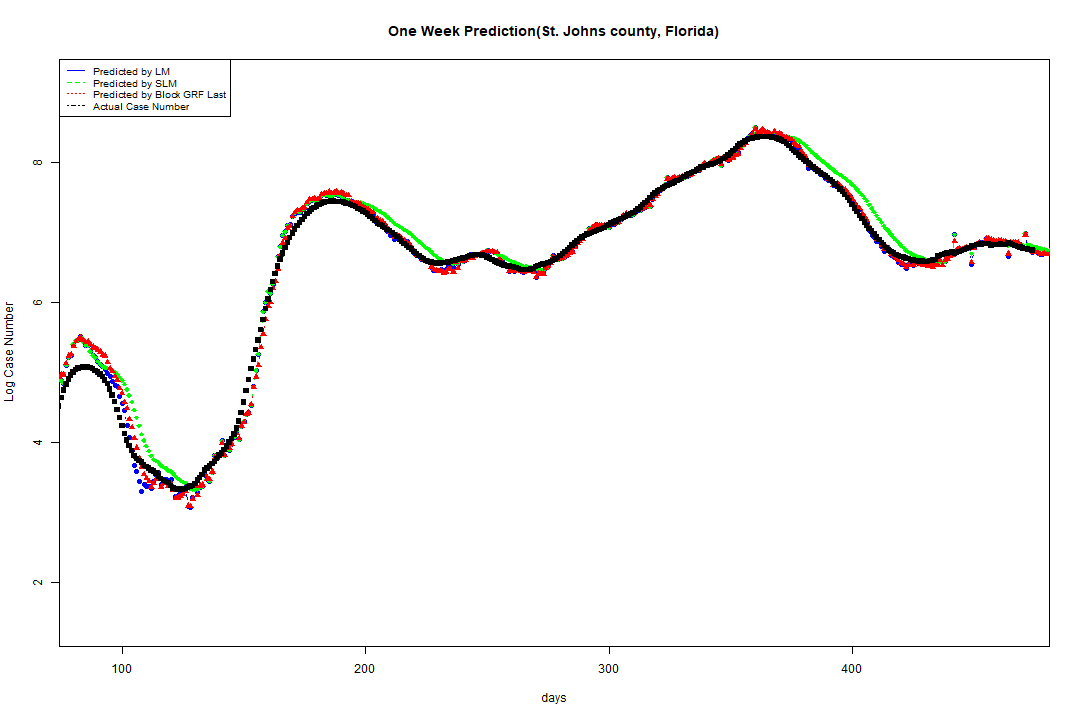 One Week Prediction(St. Johns county, Florida)
Predicted by LM
Predicted by SLM
Predicted by Block GRF Last
Actual Case Number
8
6
4
2
Log Case Number
100 200 300 400
days